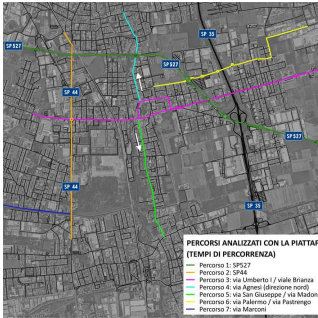 SP 35
SP527
SP527
SP 44
SP527
SP 44
SP 35
PERCORSI ANALIZZATI CON LA PIATTAF
(TEMPI DI PERCORRENZA)
Percorso 1: SP527
Percorso 2: SP44
Percorso 3: via Umberto I / viale Brianza
Percorso 4: via Agnesi (direzione nord)
Percorso 5: via San Giuseppe / via Madon
Percorso 6: via Palermo / via Pastrengo
Percorso 7: via Marconi